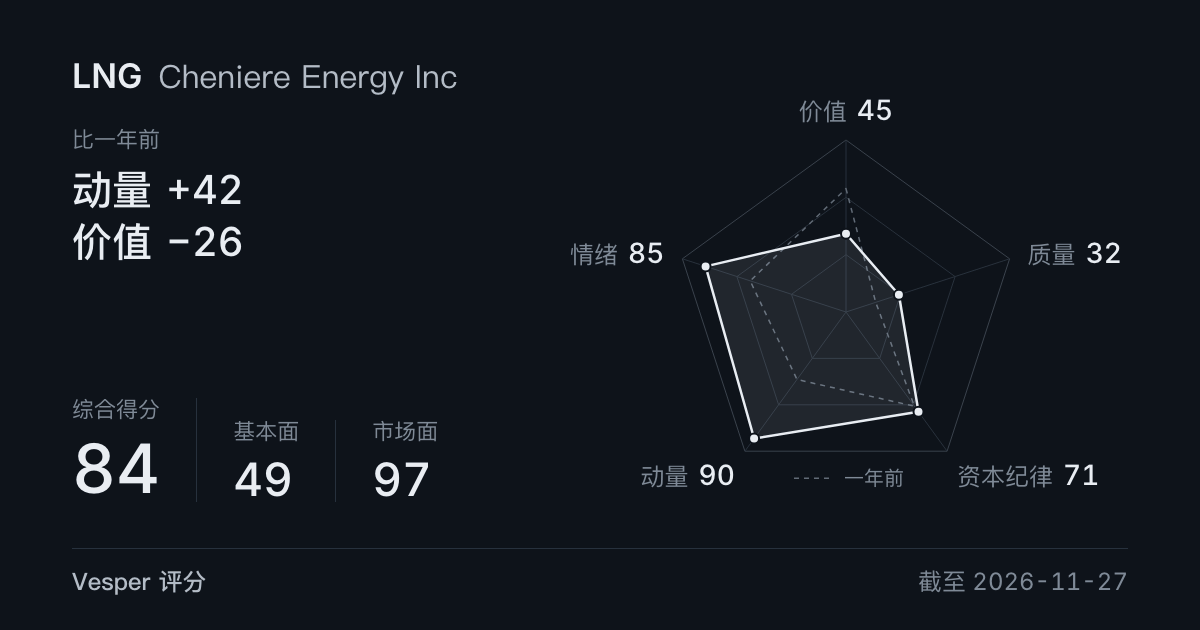 LNG Cheniere Energy Inc
比一年前
动量 +42
价值 −26
综合得分
84
基本面
49
市场面
97
价值 45
情绪 85
质量 32
动量 90
一年前
资本纪律 71
Vesper 评分
截至 2026-11-27